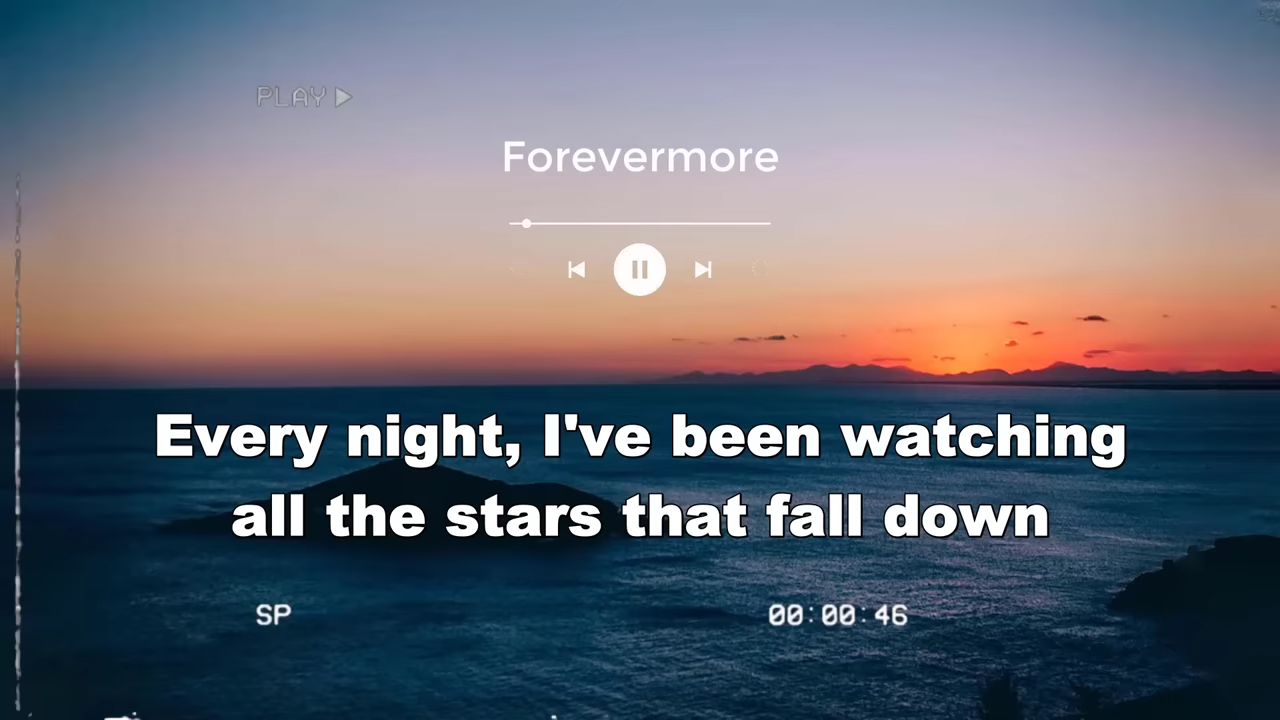 PLAY
Forevermore
Every night, I've been watching
all the stars that fall down
SP
00:00:46